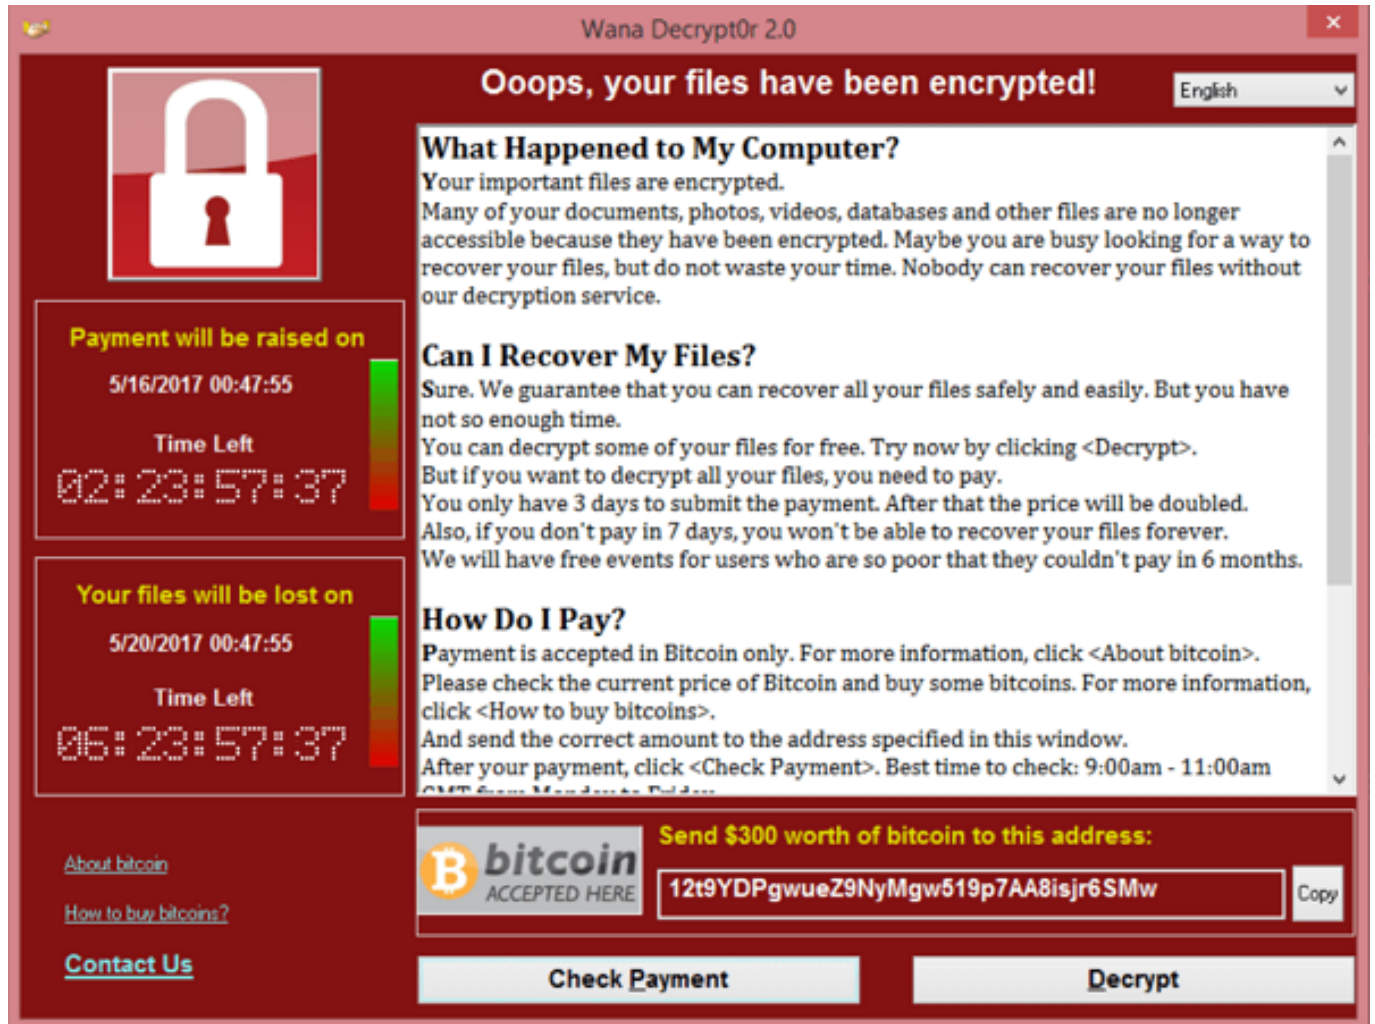 Wana Decrypt0r 2.0
Ooops, your files have been encrypted!
English
What Happened to My Computer?
Your important files are encrypted.
Many of your documents, photos, videos, databases and other files are no longer
accessible because they have been encrypted. Maybe you are busy looking for a way to
recover your files, but do not waste your time. Nobody can recover your files without
our decryption service.
Can I Recover My Files?
Sure. We guarantee that you can recover all your files safely and easily. But you have
not so enough time.
You can decrypt some of your files for free. Try now by clicking <Decrypt>.
But if you want to decrypt all your files, you need to pay.
You only have 3 days to submit the payment. After that the price will be doubled.
Also, if you don't pay in 7 days, you won't be able to recover your files forever.
We will have free events for users who are so poor that they couldn't pay in 6 months.
How Do I Pay?
Payment is accepted in Bitcoin only. For more information, click <About bitcoin>.
Please check the current price of Bitcoin and buy some bitcoins. For more information,
click <How to buy bitcoins>.
And send the correct amount to the address specified in this window.
After your payment, click <Check Payment>. Best time to check: 9:00am - 11:00am
GMT from Monday to Friday.
Payment will be raised on
5/16/2017 00:47:55
Time Left
02:23:57:37
Your files will be lost on
5/20/2017 00:47:55
Time Left
06:23:57:37
About bitcoin
How to buy bitcoins?
Contact Us
bitcoin
ACCEPTED HERE
Send $300 worth of bitcoin to this address:
12t9YDPgwueZ9NyMgw519p7AA8isjr6SMw
Copy
Check Payment
Decrypt